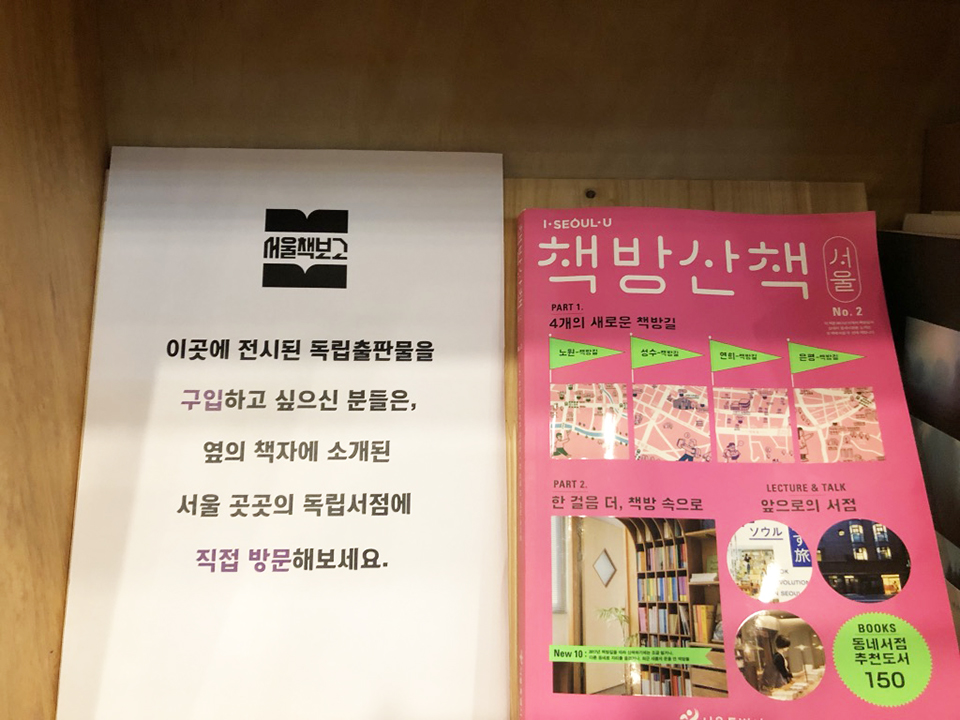 서울책보고
이곳에 전시된 독립출판물을
구입하고 싶으신 분들은,
옆의 책자에 소개된
서울 곳곳의 독립서점에
직접 방문해보세요.
I·SEOUL·U
책방산책
서울
No. 2
PART 1.
4개의 새로운 책방길
노원-책방길
성수-책방길
연희-책방길
은평-책방길
PART 2.
한 걸음 더, 책방 속으로
LECTURE & TALK
앞으로의 서점
ソウル
す
旅
New 10 :
BOOKS
동네서점
추천도서
150